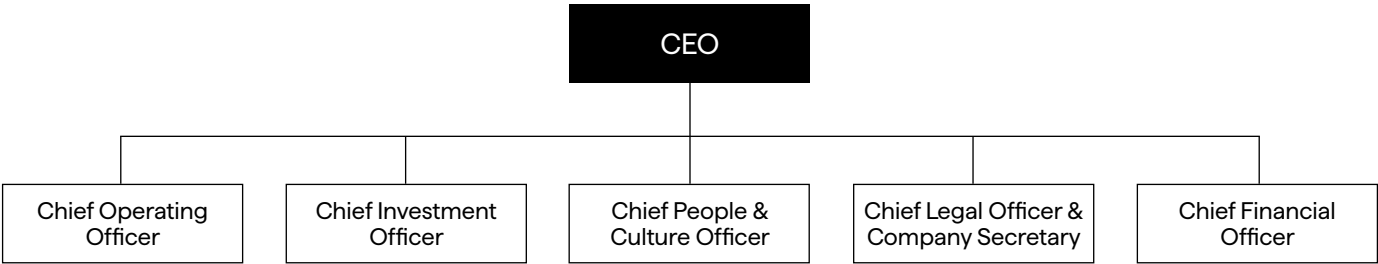 CEO
Chief Operating
Officer
Chief Investment
Officer
Chief People &
Culture Officer
Chief Legal Officer &
Company Secretary
Chief Financial
Officer